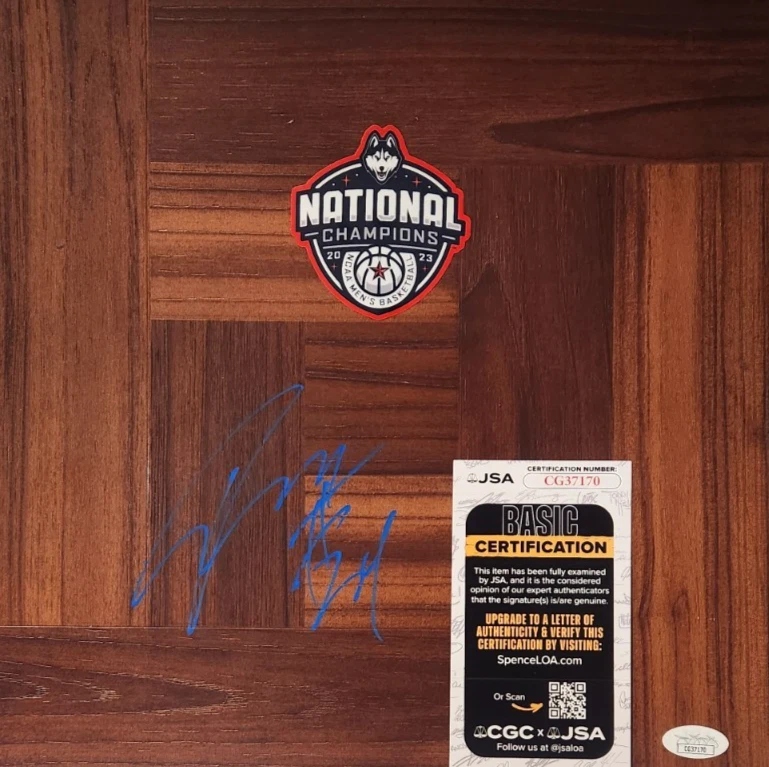 NATIONAL
CHAMPIONS
20 23
NCAA MEN'S BASKETBALL
#24
JSA
CERTIFICATION NUMBER:
CG37170
BASIC
CERTIFICATION
This item has been fully examined
by JSA, and it is the considered
opinion of our expert authenticators
that the signature(s) is/are genuine.
UPGRADE TO A LETTER OF
AUTHENTICITY & VERIFY THIS
CERTIFICATION BY VISITING:
SpenceLOA.com
Or Scan
CGC x JSA
Follow us at @jsaloa
CG37170